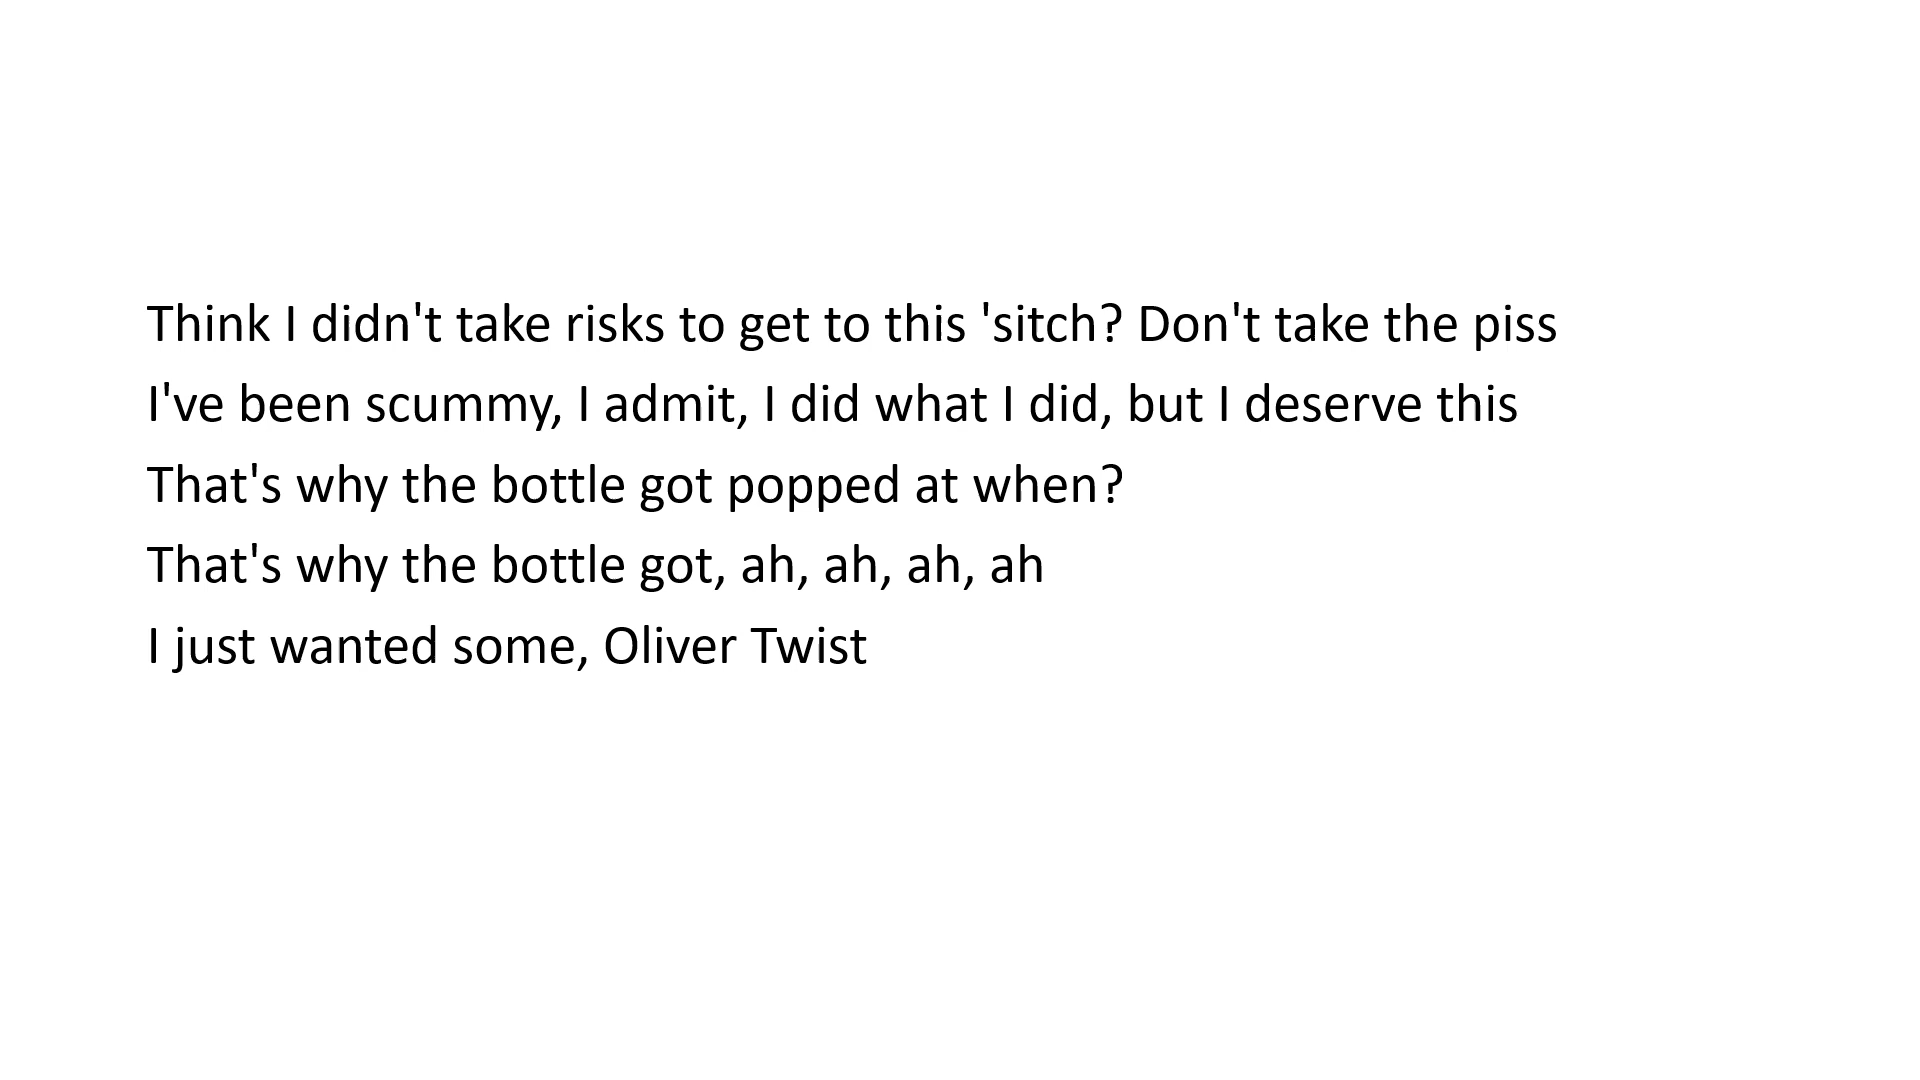 Think I didn't take risks to get to this 'sitch? Don't take the piss
I've been scummy, I admit, I did what I did, but I deserve this
That's why the bottle got popped at when?
That's why the bottle got, ah, ah, ah, ah
I just wanted some, Oliver Twist